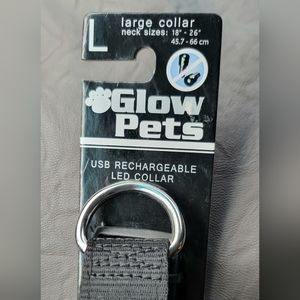 L
large collar
neck sizes: 18" - 26"
45.7 - 66 cm
Glow
Pets
USB RECHARGEABLE
LED COLLAR